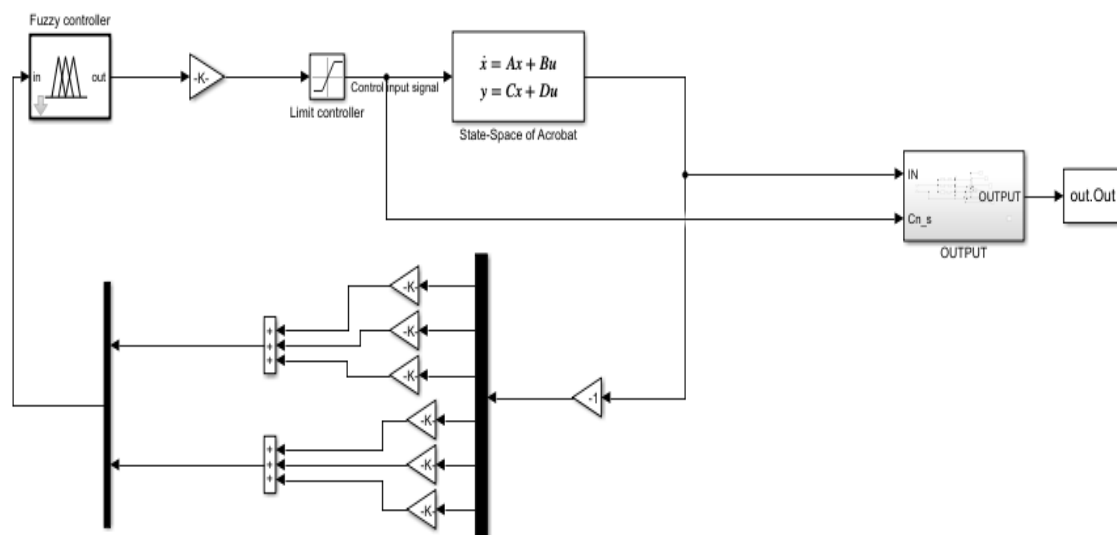 Fuzzy controller
in
out
-K-
Limit controller
Control input signal
ẋ = Ax + Bu
y = Cx + Du
State-Space of Acrobat
IN
Cn_s
OUTPUT
OUTPUT
out.Out
-K-
-K-
-K-
+
+
+
-1
-K-
-K-
-K-
+
+
+